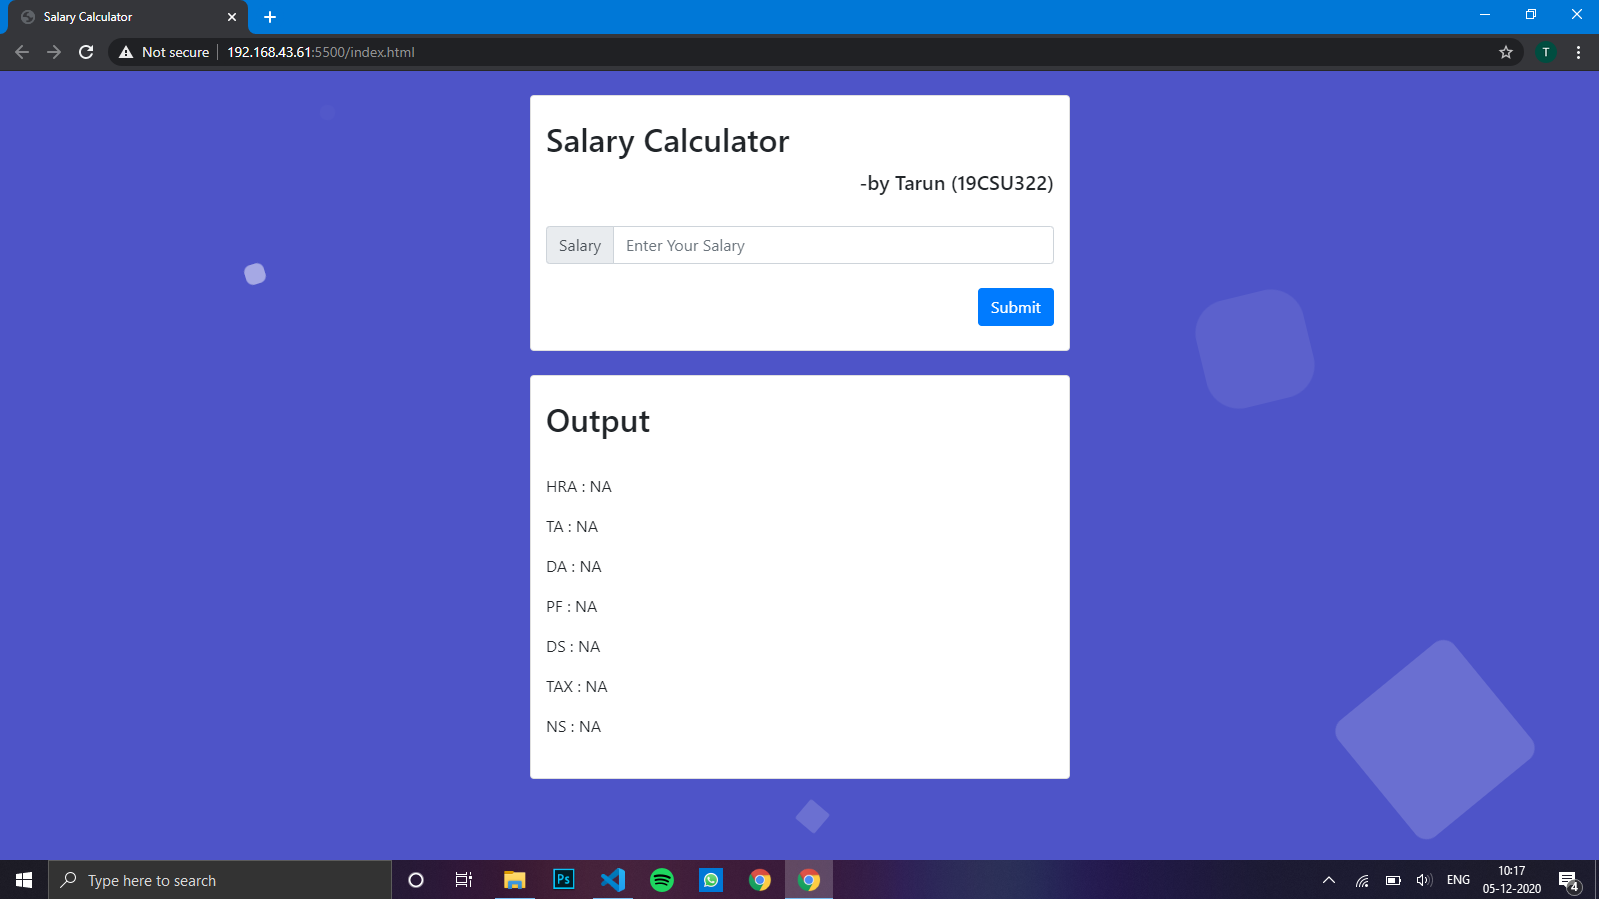 Salary Calculator
Not secure
192.168.43.61:5500/index.html
T
Salary Calculator
-by Tarun (19CSU322)
Salary
Enter Your Salary
Submit
Output
HRA : NA
TA : NA
DA : NA
PF : NA
DS : NA
TAX : NA
NS : NA
Type here to search
Ps
ENG
10:17
05-12-2020
4